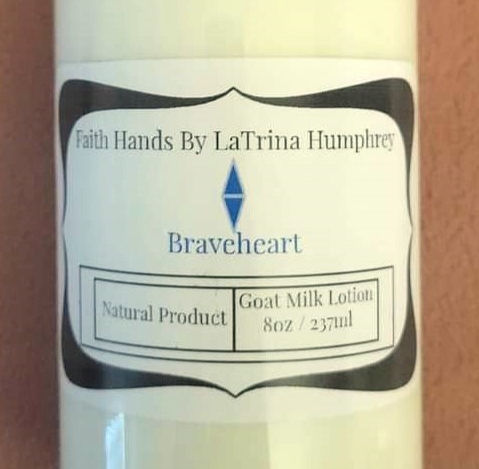 Faith Hands By LaTrina Humphrey
Braveheart
Natural Product
Goat Milk Lotion
8oz / 237ml